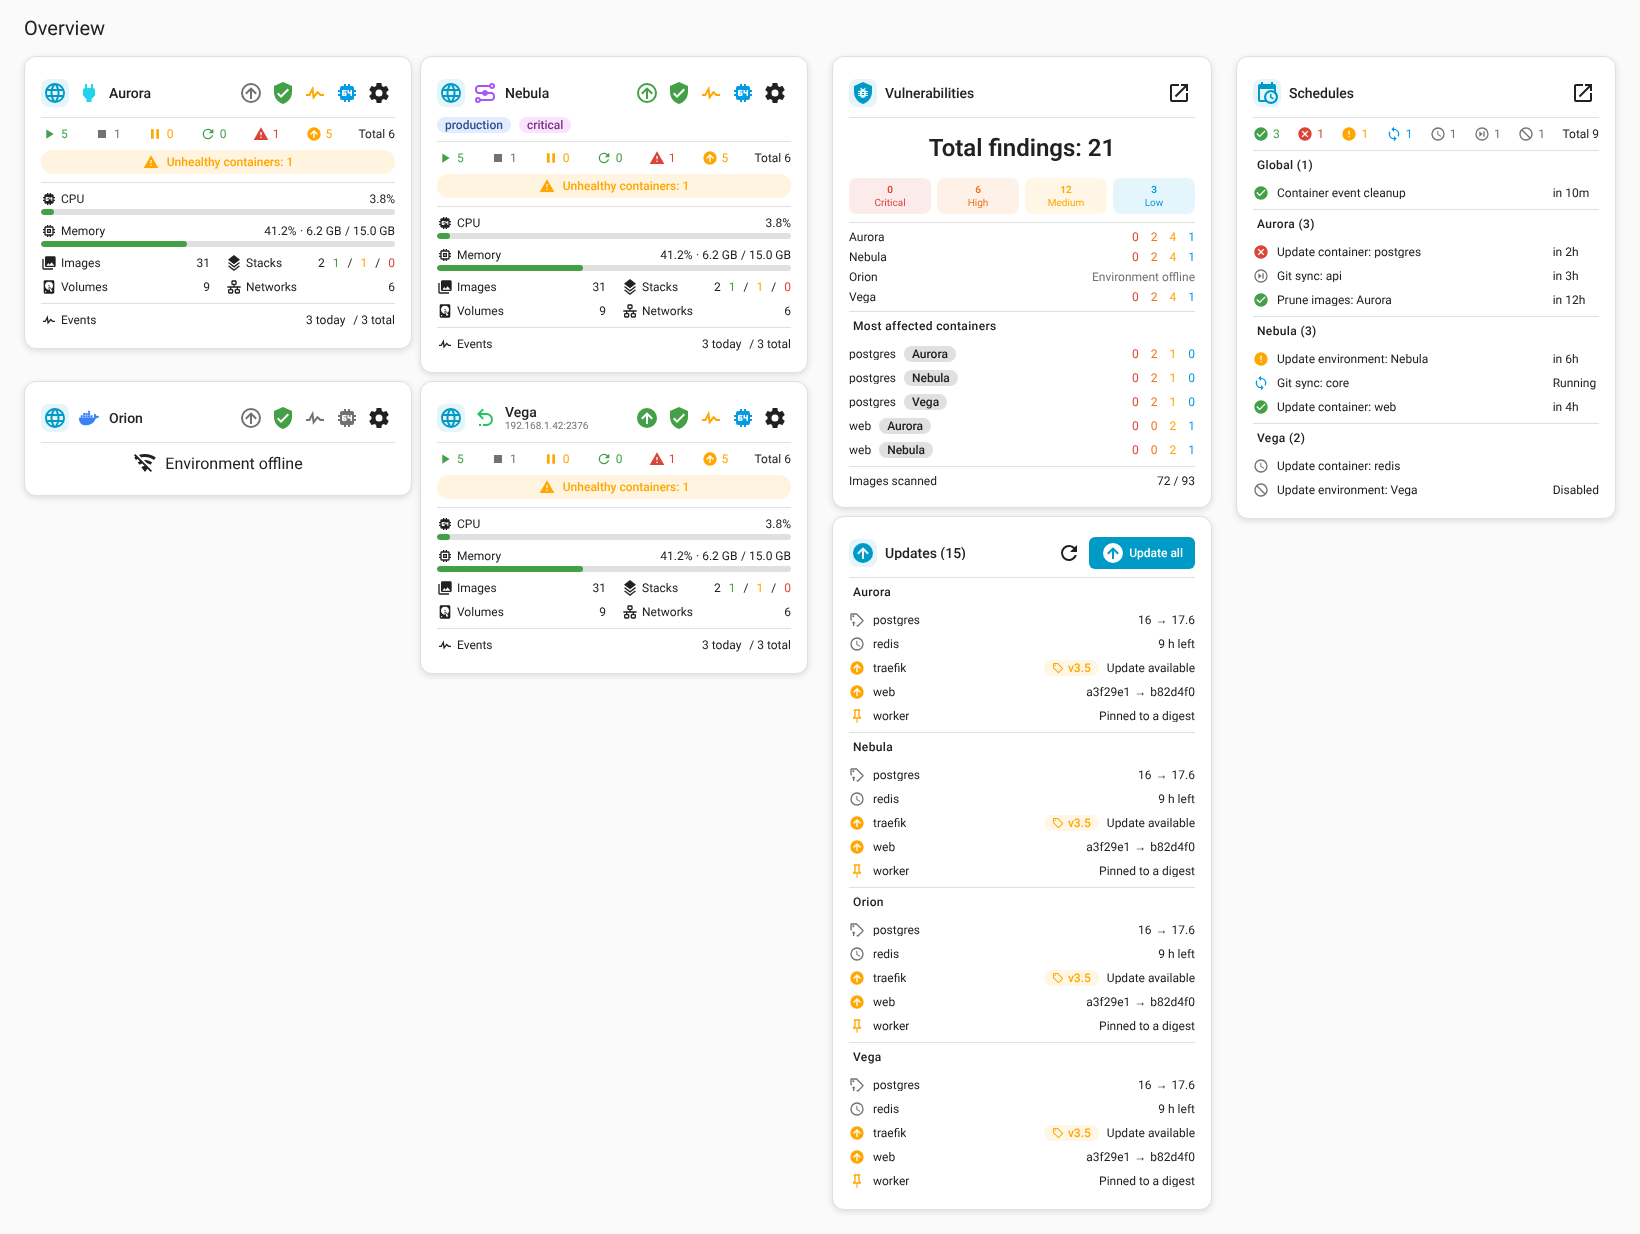 Overview
Aurora
5 1 0 0 1 5 Total 6
Unhealthy containers: 1
CPU 3.8%
Memory 41.2% · 6.2 GB / 15.0 GB
Images 31 Stacks 2 1 / 1 / 0
Volumes 9 Networks 6
Events 3 today / 3 total
Nebula
production critical
5 1 0 0 1 5 Total 6
Unhealthy containers: 1
CPU 3.8%
Memory 41.2% · 6.2 GB / 15.0 GB
Images 31 Stacks 2 1 / 1 / 0
Volumes 9 Networks 6
Events 3 today / 3 total
Orion
Environment offline
Vega
192.168.1.42:2376
5 1 0 0 1 5 Total 6
Unhealthy containers: 1
CPU 3.8%
Memory 41.2% · 6.2 GB / 15.0 GB
Images 31 Stacks 2 1 / 1 / 0
Volumes 9 Networks 6
Events 3 today / 3 total
Vulnerabilities
Total findings: 21
0 6 12 3
Critical High Medium Low
Aurora 0 2 4 1
Nebula 0 2 4 1
Orion Environment offline
Vega 0 2 4 1
Most affected containers
postgres Aurora 0 2 1 0
postgres Nebula 0 2 1 0
postgres Vega 0 2 1 0
web Aurora 0 0 2 1
web Nebula 0 0 2 1
Images scanned 72 / 93
Updates (15) Update all
Aurora
postgres 16 → 17.6
redis 9 h left
traefik v3.5 Update available
web a3f29e1 → b82d4f0
worker Pinned to a digest
Nebula
postgres 16 → 17.6
redis 9 h left
traefik v3.5 Update available
web a3f29e1 → b82d4f0
worker Pinned to a digest
Orion
postgres 16 → 17.6
redis 9 h left
traefik v3.5 Update available
web a3f29e1 → b82d4f0
worker Pinned to a digest
Vega
postgres 16 → 17.6
redis 9 h left
traefik v3.5 Update available
web a3f29e1 → b82d4f0
worker Pinned to a digest
Schedules
3 1 1 1 1 1 1 Total 9
Global (1)
Container event cleanup in 10m
Aurora (3)
Update container: postgres in 2h
Git sync: api in 3h
Prune images: Aurora in 12h
Nebula (3)
Update environment: Nebula in 6h
Git sync: core Running
Update container: web in 4h
Vega (2)
Update container: redis
Update environment: Vega Disabled